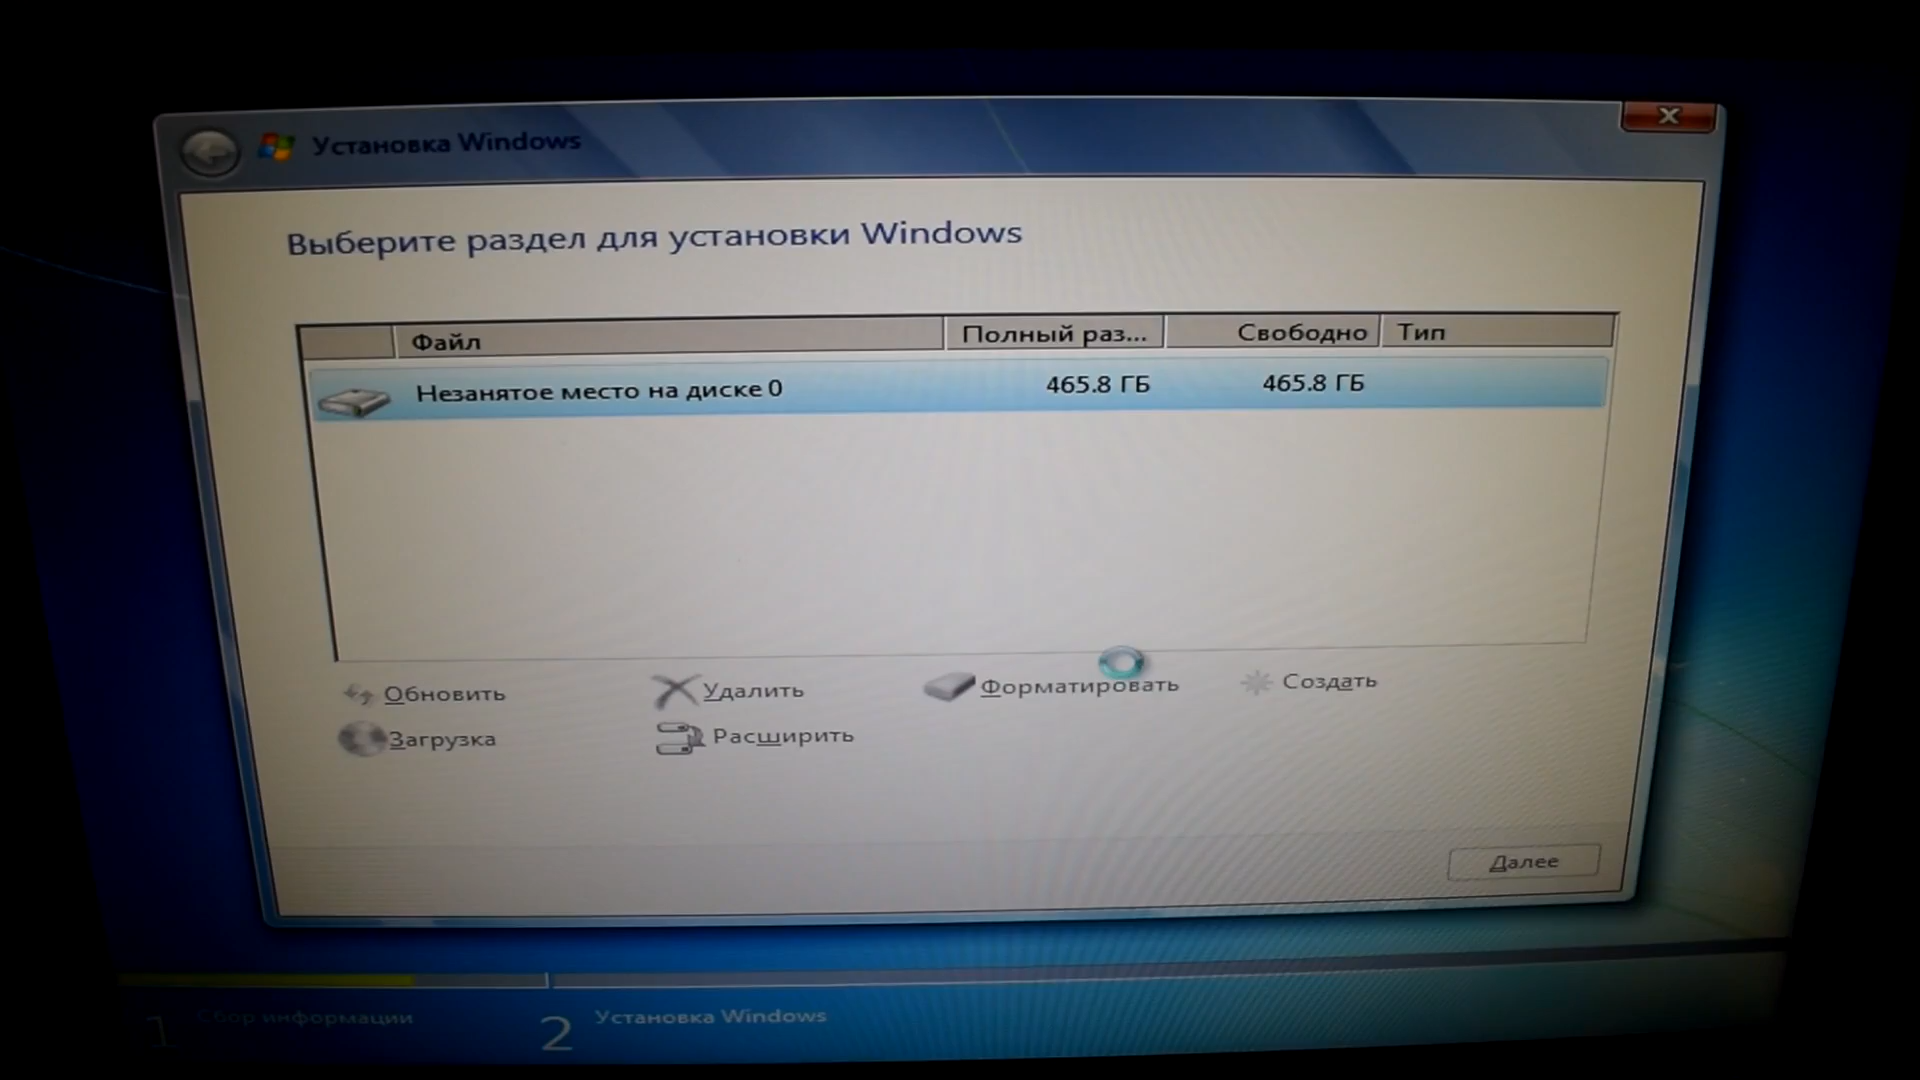 Установка Windows
Выберите раздел для установки Windows
Файл Полный раз... Свободно Тип
Незанятое место на диске 0 465.8 ГБ 465.8 ГБ
Обновить Удалить Форматировать Создать
Загрузка Расширить
Далее
1 Сбор информации 2 Установка Windows